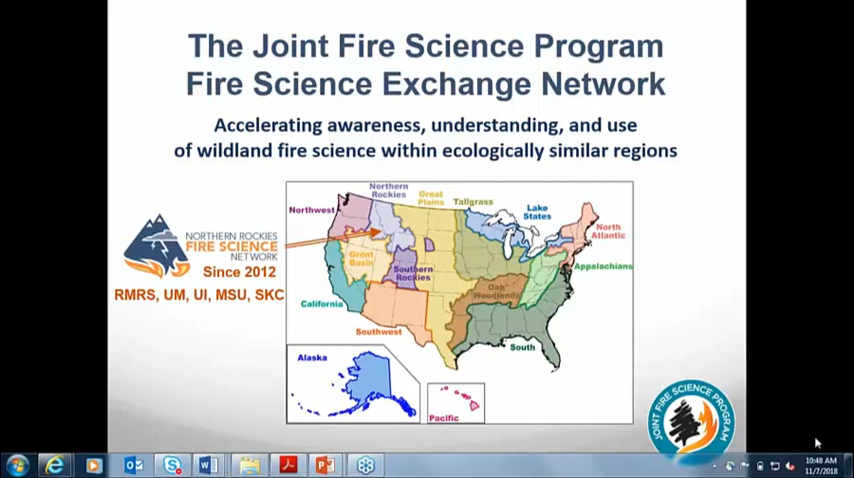 The Joint Fire Science Program
Fire Science Exchange Network
Accelerating awareness, understanding, and use
of wildland fire science within ecologically similar regions
NORTHERN ROCKIES
FIRE SCIENCE
NETWORK
Since 2012
RMRS, UM, UI, MSU, SKC
Northern
Rockies
Great
Plains
Tallgrass
Lake
States
Northwest
North
Atlantic
Great
Basin
Southern
Rockies
Appalachians
Oak
Woodlands
California
Southwest
South
Alaska
Pacific
JOINT FIRE SCIENCE PROGRAM
10:48 AM
11/7/2018